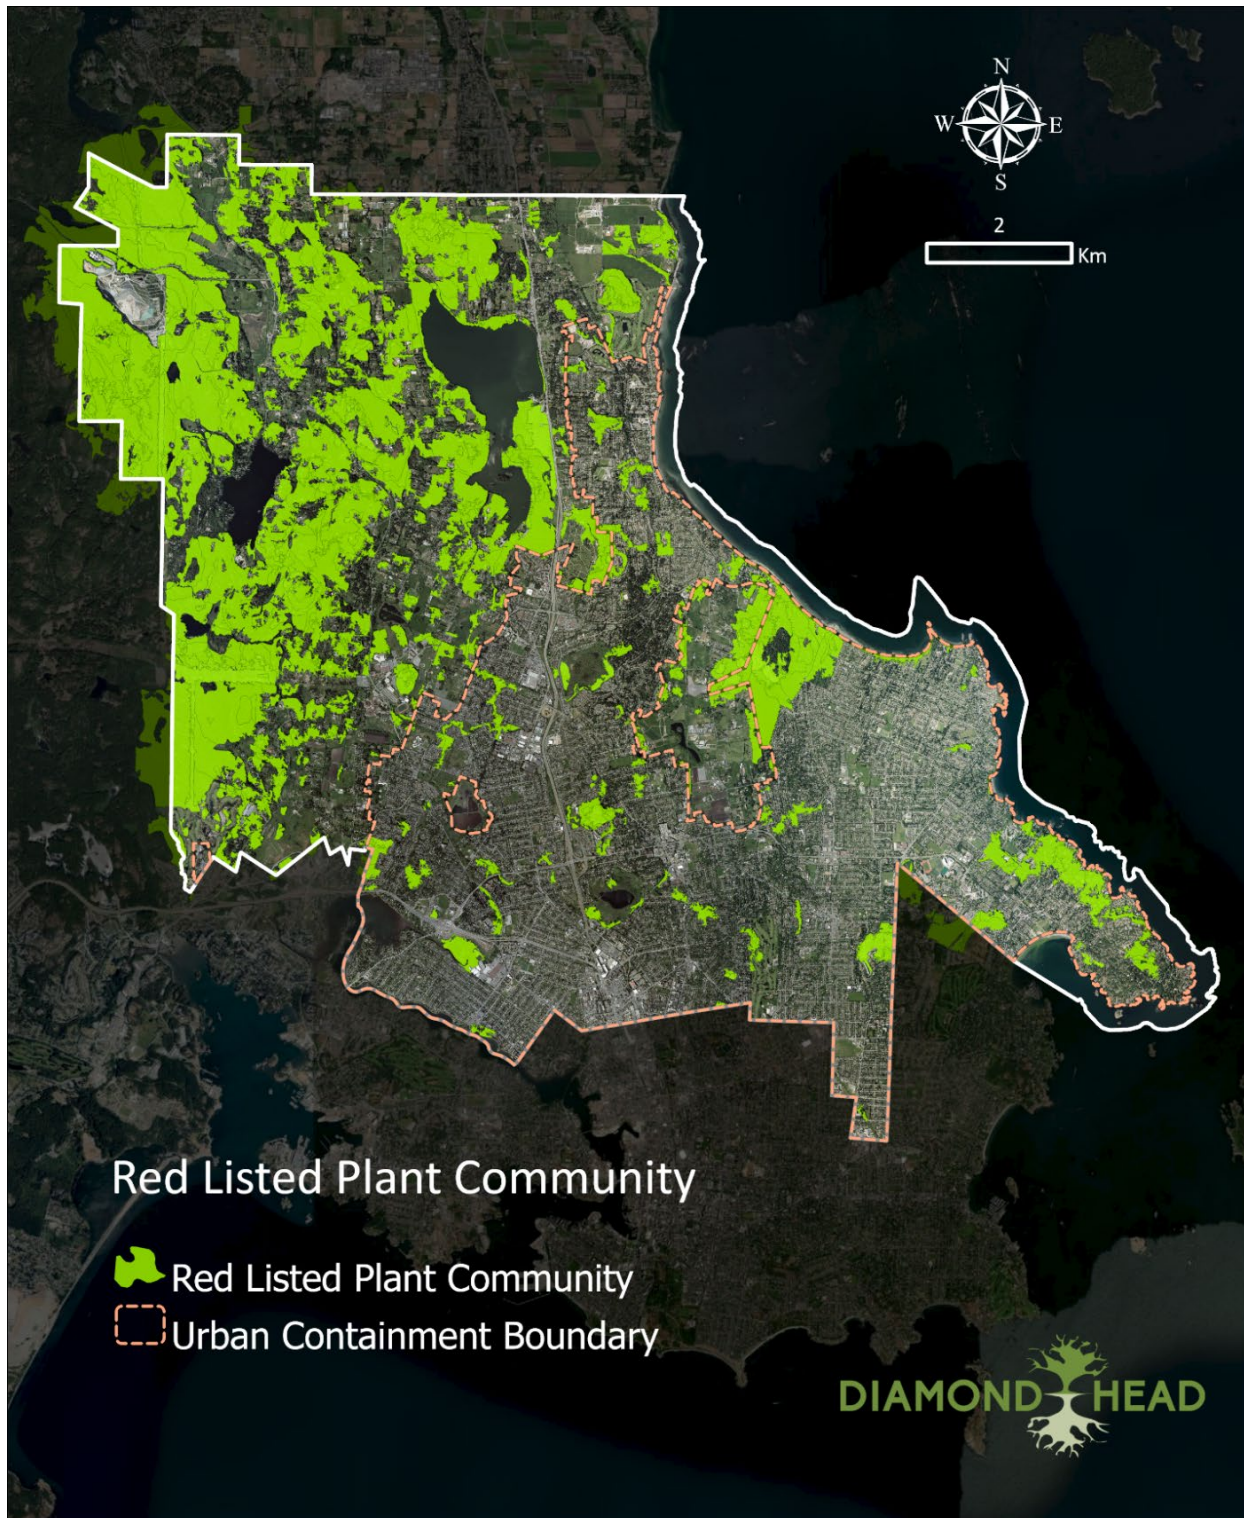 N
W E
S
2
Km
Red Listed Plant Community
Red Listed Plant Community
Urban Containment Boundary
DIAMOND HEAD